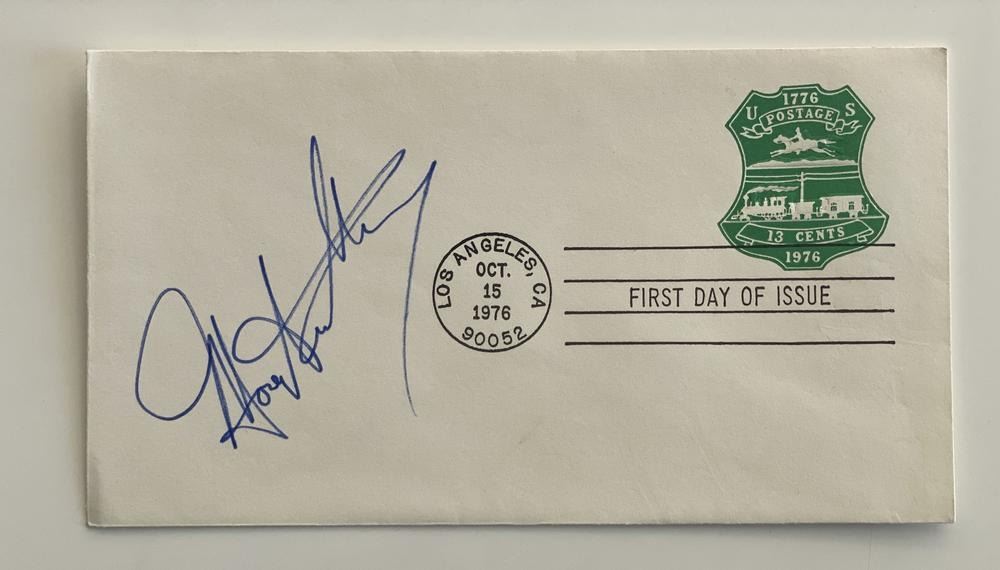 1776
U S
POSTAGE
13 CENTS
1976
LOS ANGELES, CA
OCT.
15
1976
90052
FIRST DAY OF ISSUE